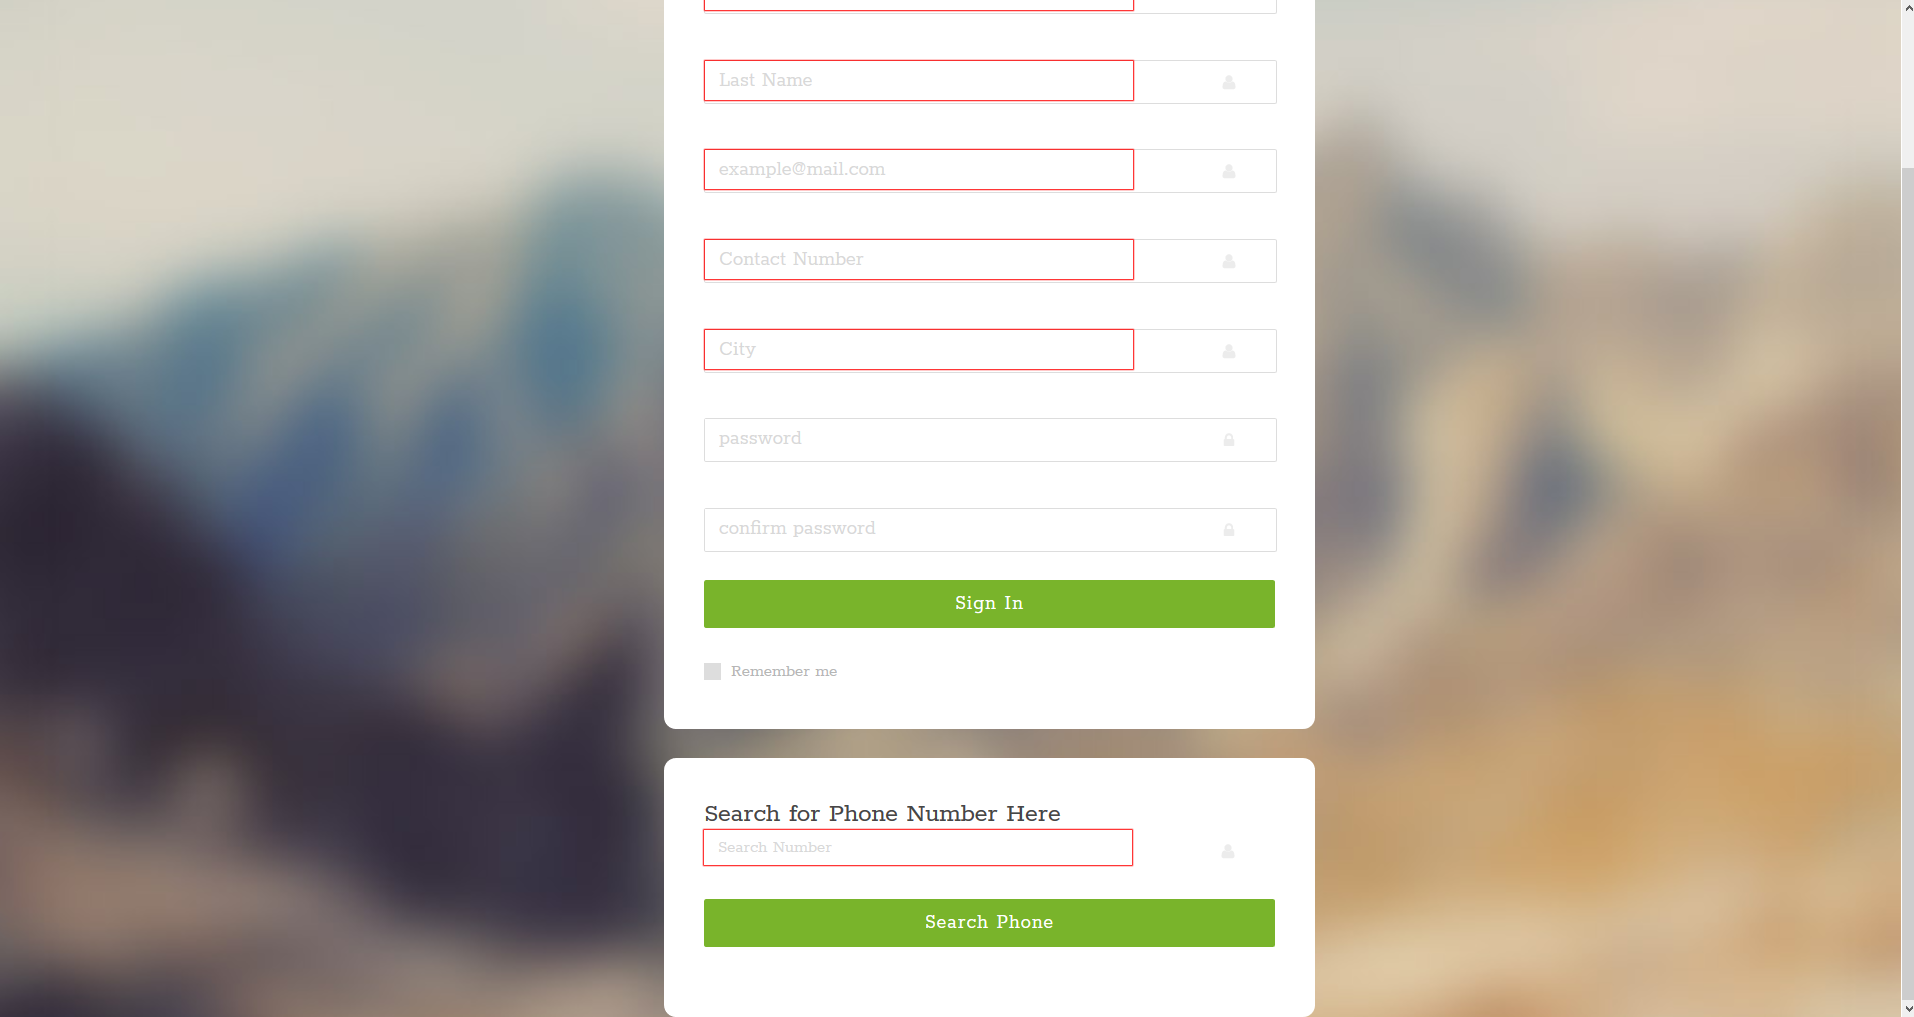 Last Name
example@mail.com
Contact Number
City
password
confirm password
Sign In
Remember me
Search for Phone Number Here
Search Number
Search Phone